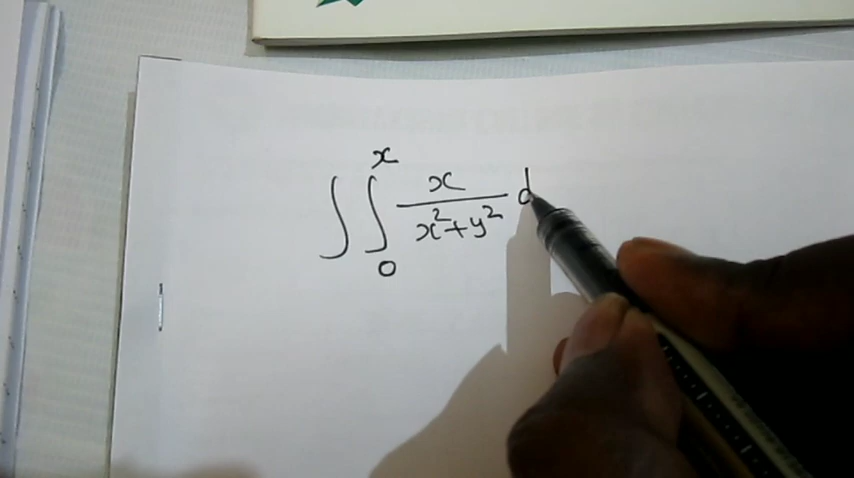 ∫ ∫₀ˣ x/(x²+y²) d